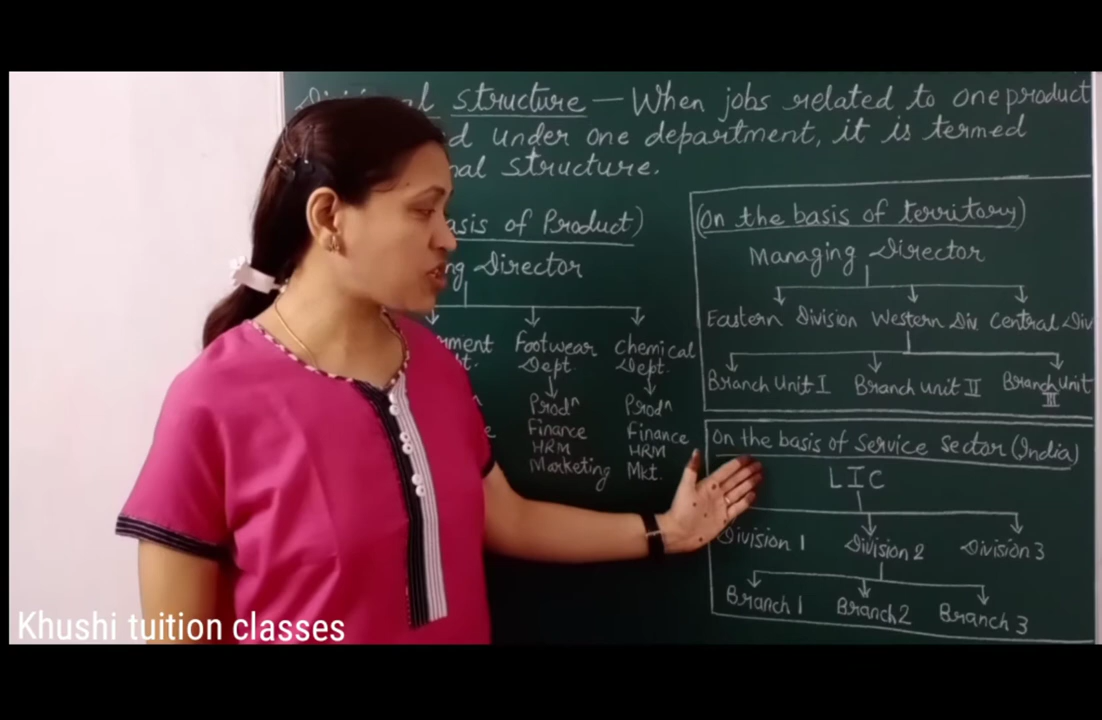 structure — When jobs related to one product
d under one department, it is termed
nal structure.
asis of Product)
ng Director
ment Footwear Chemical
t. Dept. Dept.
Prodⁿ Prodⁿ
e Finance Finance
HRM HRM
Marketing Mkt.
(On the basis of territory)
Managing Director
Eastern Division Western Div Central Div
Branch Unit I Branch unit II Branch Unit
III
On the basis of Service Sector (India)
LIC
Division 1 Division 2 Division 3
Branch 1 Branch 2 Branch 3
Khushi tuition classes